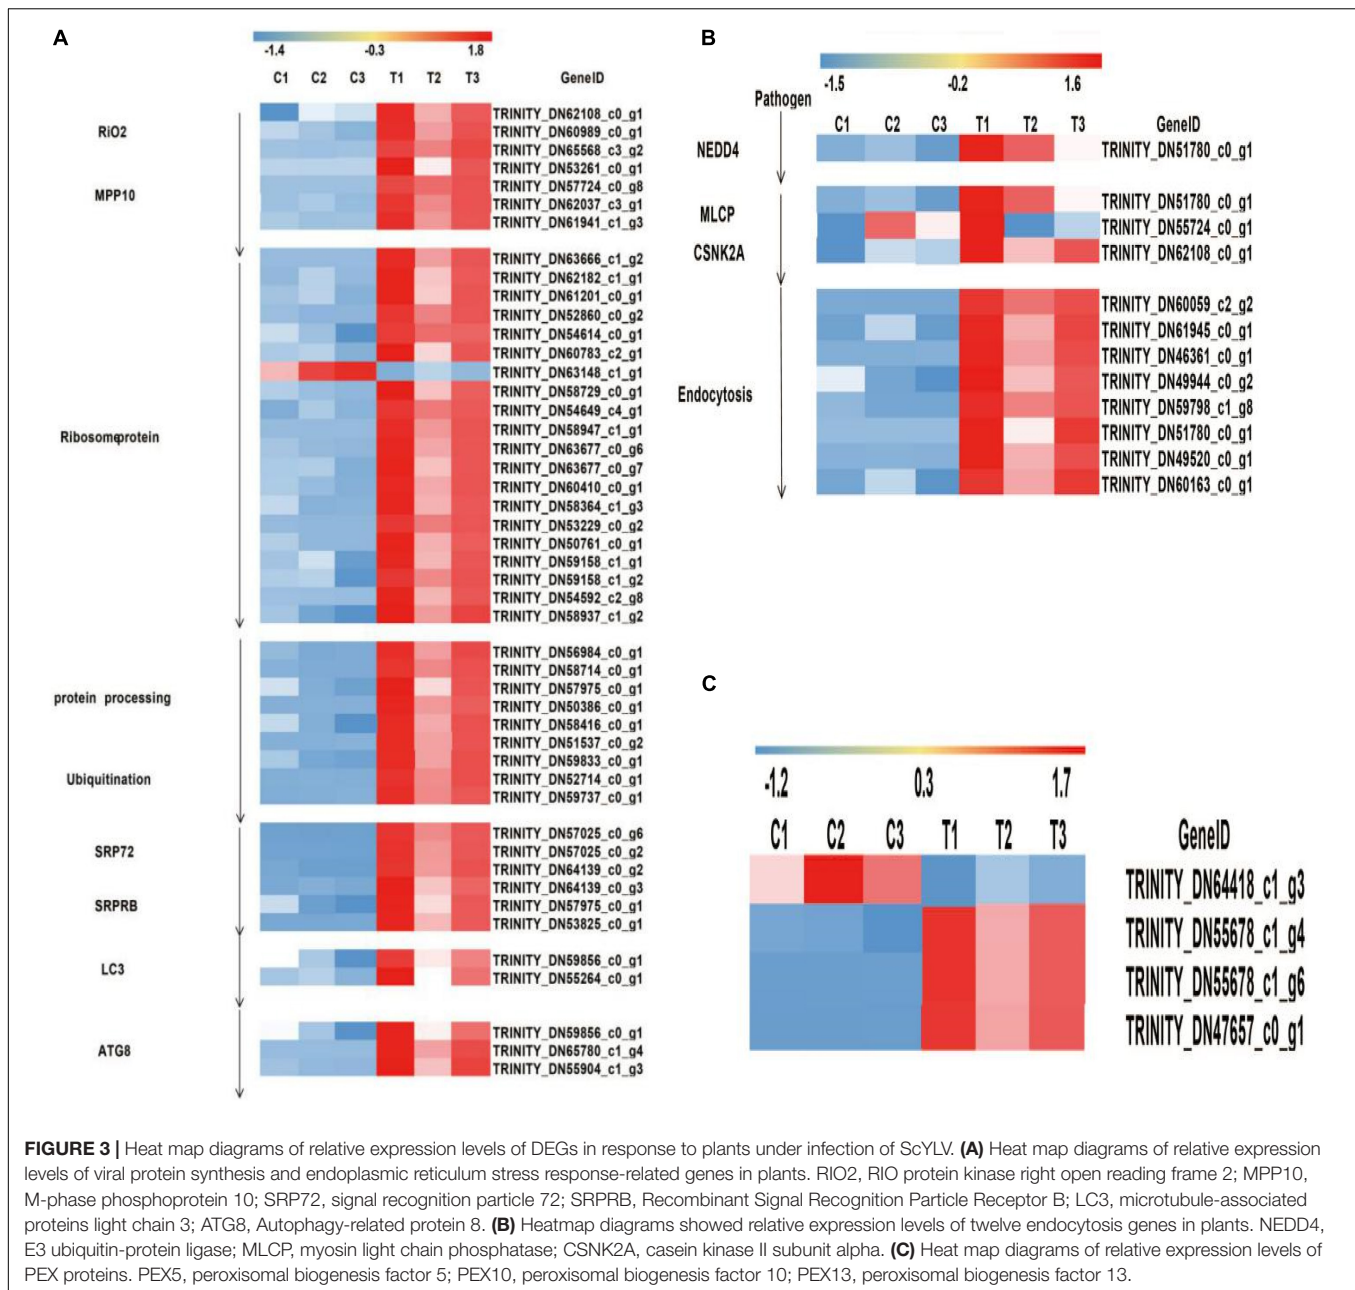 A
-1.4 -0.3 1.8
C1 C2 C3 T1 T2 T3 GeneID
RiO2
MPP10
TRINITY_DN62108_c0_g1
TRINITY_DN60989_c0_g1
TRINITY_DN65568_c3_g2
TRINITY_DN53261_c0_g1
TRINITY_DN57724_c0_g8
TRINITY_DN62037_c3_g1
TRINITY_DN61941_c1_g3
Ribosomeprotein
TRINITY_DN63666_c1_g2
TRINITY_DN62182_c1_g1
TRINITY_DN61201_c0_g1
TRINITY_DN52860_c0_g2
TRINITY_DN54614_c0_g1
TRINITY_DN60783_c2_g1
TRINITY_DN63148_c1_g1
TRINITY_DN58729_c0_g1
TRINITY_DN54649_c4_g1
TRINITY_DN58947_c1_g1
TRINITY_DN63677_c0_g6
TRINITY_DN63677_c0_g7
TRINITY_DN60410_c0_g1
TRINITY_DN58364_c1_g3
TRINITY_DN53229_c0_g2
TRINITY_DN50761_c0_g1
TRINITY_DN59158_c1_g1
TRINITY_DN59158_c1_g2
TRINITY_DN54592_c2_g8
TRINITY_DN58937_c1_g2
protein processing
Ubiquitination
TRINITY_DN56984_c0_g1
TRINITY_DN58714_c0_g1
TRINITY_DN57975_c0_g1
TRINITY_DN50386_c0_g1
TRINITY_DN58416_c0_g1
TRINITY_DN51537_c0_g2
TRINITY_DN59833_c0_g1
TRINITY_DN52714_c0_g1
TRINITY_DN59737_c0_g1
SRP72
SRPRB
TRINITY_DN57025_c0_g6
TRINITY_DN57025_c0_g2
TRINITY_DN64139_c0_g2
TRINITY_DN64139_c0_g3
TRINITY_DN57975_c0_g1
TRINITY_DN53825_c0_g1
LC3
TRINITY_DN59856_c0_g1
TRINITY_DN55264_c0_g1
ATG8
TRINITY_DN59856_c0_g1
TRINITY_DN65780_c1_g4
TRINITY_DN55904_c1_g3
B
-1.5 -0.2 1.6
Pathogen
C1 C2 C3 T1 T2 T3 GeneID
NEDD4
TRINITY_DN51780_c0_g1
MLCP
CSNK2A
TRINITY_DN51780_c0_g1
TRINITY_DN55724_c0_g1
TRINITY_DN62108_c0_g1
Endocytosis
TRINITY_DN60059_c2_g2
TRINITY_DN61945_c0_g1
TRINITY_DN46361_c0_g1
TRINITY_DN49944_c0_g2
TRINITY_DN59798_c1_g8
TRINITY_DN51780_c0_g1
TRINITY_DN49520_c0_g1
TRINITY_DN60163_c0_g1
C
-1.2 0.3 1.7
C1 C2 C3 T1 T2 T3 GeneID
TRINITY_DN64418_c1_g3
TRINITY_DN55678_c1_g4
TRINITY_DN55678_c1_g6
TRINITY_DN47657_c0_g1
FIGURE 3 | Heat map diagrams of relative expression levels of DEGs in response to plants under infection of ScYLV. (A) Heat map diagrams of relative expression
levels of viral protein synthesis and endoplasmic reticulum stress response-related genes in plants. RIO2, RIO protein kinase right open reading frame 2; MPP10,
M-phase phosphoprotein 10; SRP72, signal recognition particle 72; SRPRB, Recombinant Signal Recognition Particle Receptor B; LC3, microtubule-associated
proteins light chain 3; ATG8, Autophagy-related protein 8. (B) Heatmap diagrams showed relative expression levels of twelve endocytosis genes in plants. NEDD4,
E3 ubiquitin-protein ligase; MLCP, myosin light chain phosphatase; CSNK2A, casein kinase II subunit alpha. (C) Heat map diagrams of relative expression levels of
PEX proteins. PEX5, peroxisomal biogenesis factor 5; PEX10, peroxisomal biogenesis factor 10; PEX13, peroxisomal biogenesis factor 13.